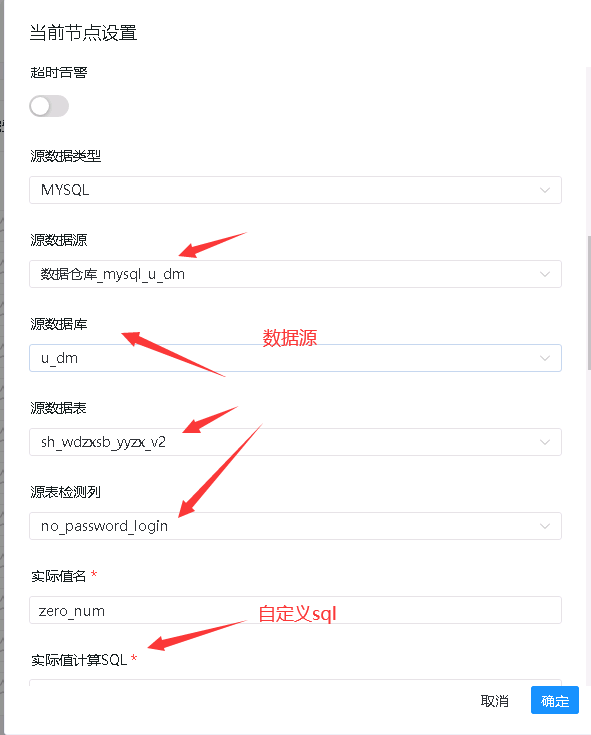 当前节点设置
超时告警
源数据类型
MYSQL
源数据源
数据仓库_mysql_u_dm
源数据库
数据源
u_dm
源数据表
sh_wdzxsb_yyzx_v2
源表检测列
no_password_login
实际值名 *
zero_num
自定义sql
实际值计算SQL *
取消
确定